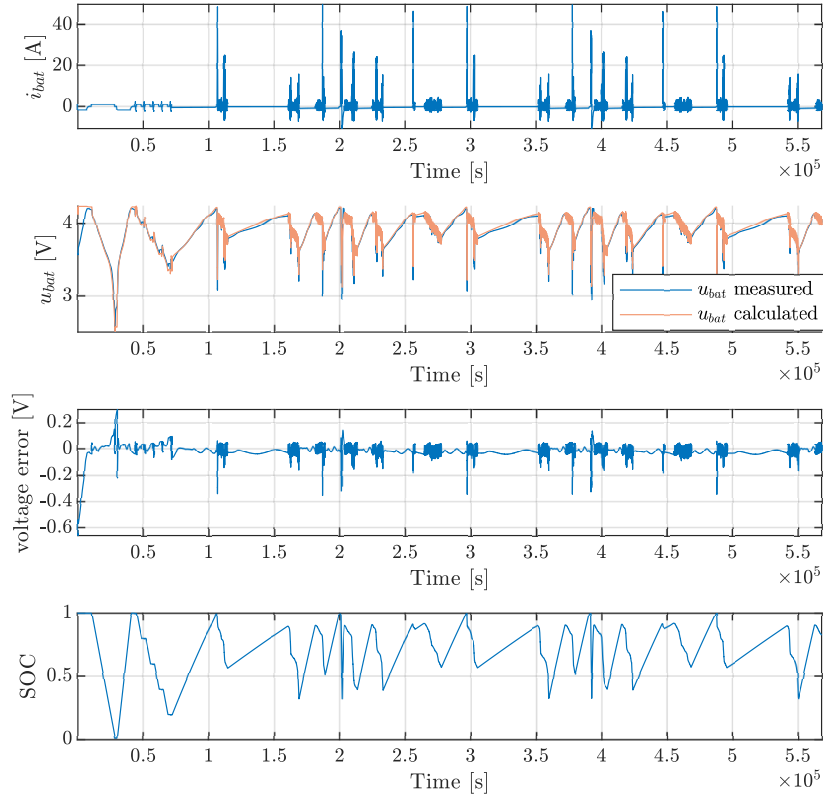 40
20
0
i_bat [A]
0.5 1 1.5 2 2.5 3 3.5 4 4.5 5 5.5
Time [s]
×10^5
4
3
u_bat [V]
u_bat measured
u_bat calculated
0.5 1 1.5 2 2.5 3 3.5 4 4.5 5 5.5
Time [s]
×10^5
0.2
0
-0.2
-0.4
-0.6
voltage error [V]
0.5 1 1.5 2 2.5 3 3.5 4 4.5 5 5.5
Time [s]
×10^5
1
0.5
0
SOC
0.5 1 1.5 2 2.5 3 3.5 4 4.5 5 5.5
Time [s]
×10^5